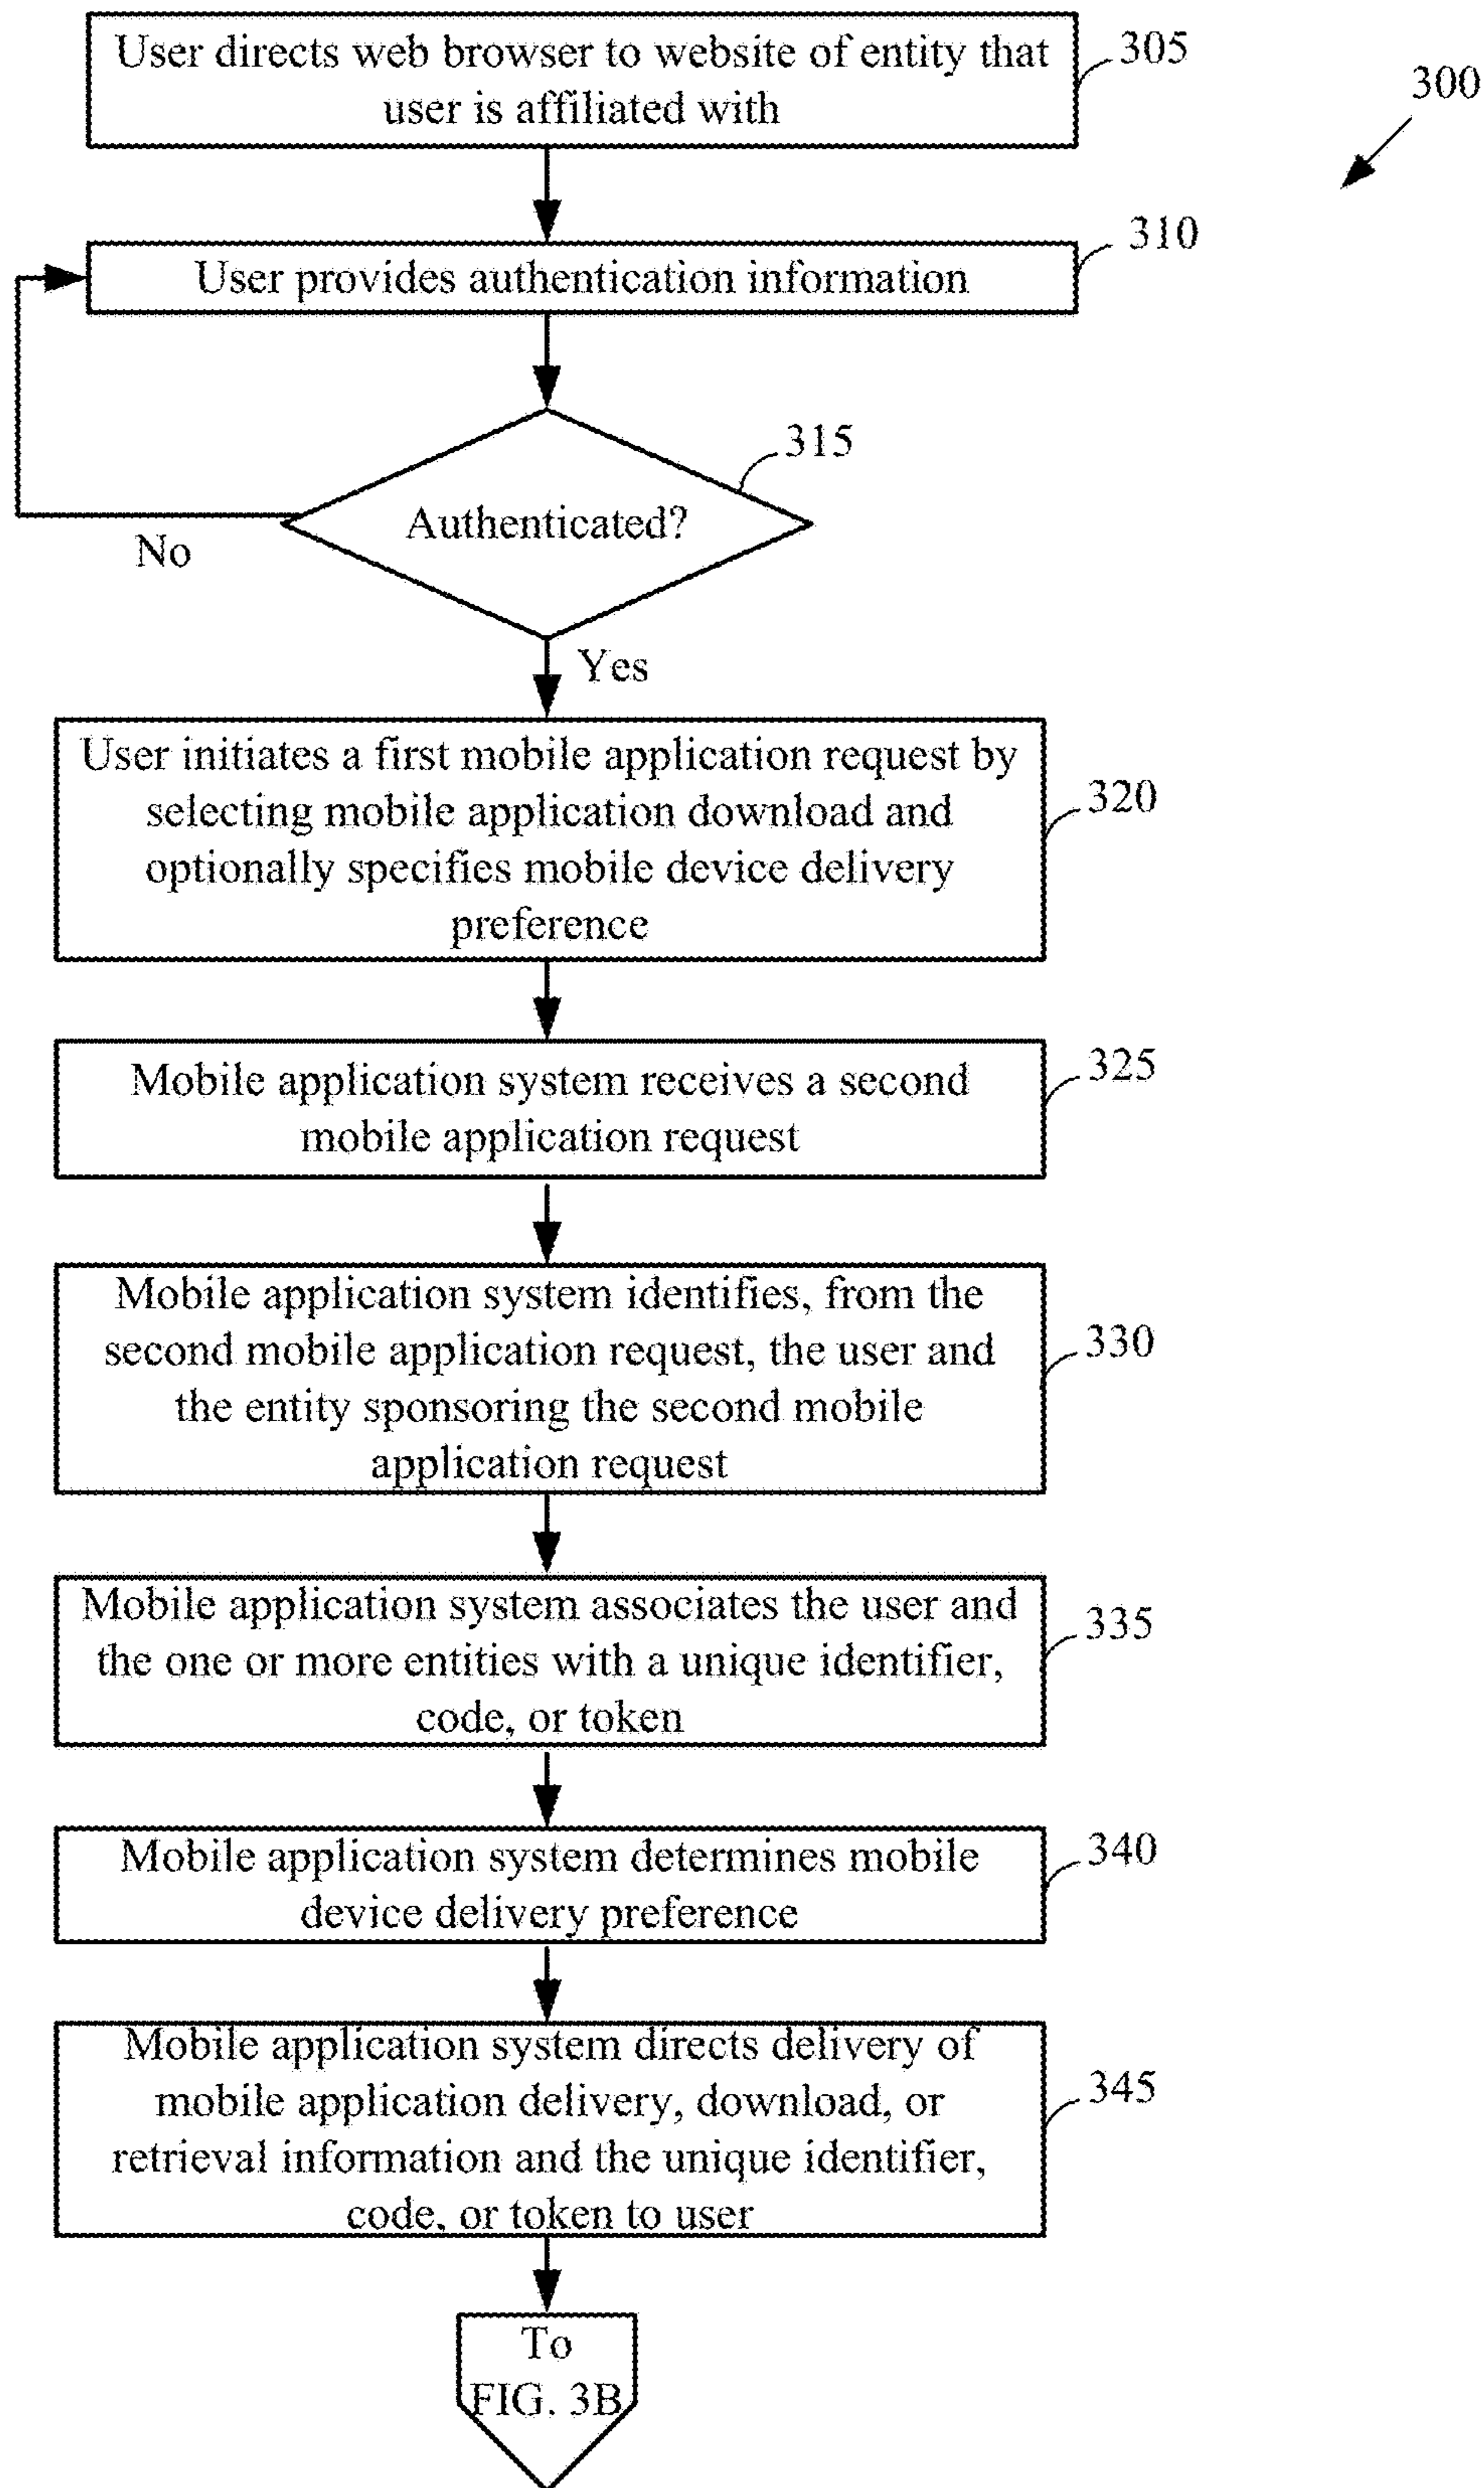 User directs web browser to website of entity that
user is affiliated with
305
300
User provides authentication information
310
315
Authenticated?
No
Yes
User initiates a first mobile application request by
selecting mobile application download and
optionally specifies mobile device delivery
preference
320
Mobile application system receives a second
mobile application request
325
Mobile application system identifies, from the
second mobile application request, the user and
the entity sponsoring the second mobile
application request
330
Mobile application system associates the user and
the one or more entities with a unique identifier,
code, or token
335
Mobile application system determines mobile
device delivery preference
340
Mobile application system directs delivery of
mobile application delivery, download, or
retrieval information and the unique identifier,
code, or token to user
345
To
FIG. 3B